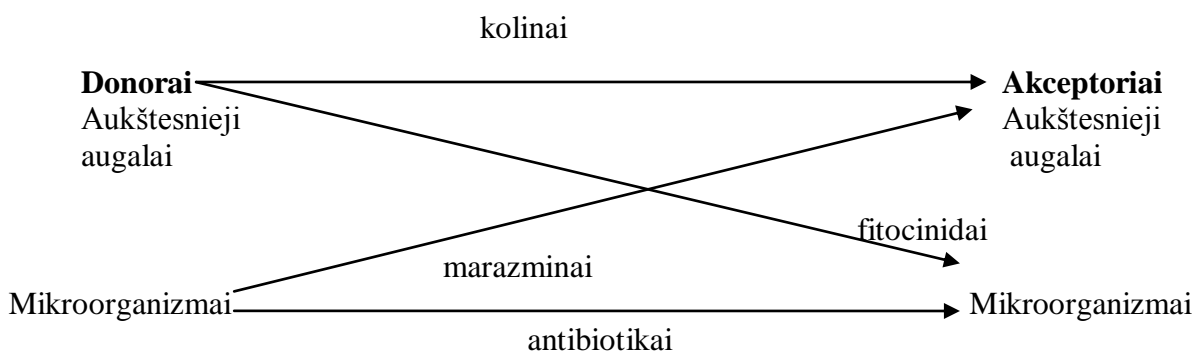 kolinai
Donorai
Akceptoriai
Aukštesnieji
augalai
Aukštesnieji
augalai
fitocinidai
marazminai
Mikroorganizmai
Mikroorganizmai
antibiotikai